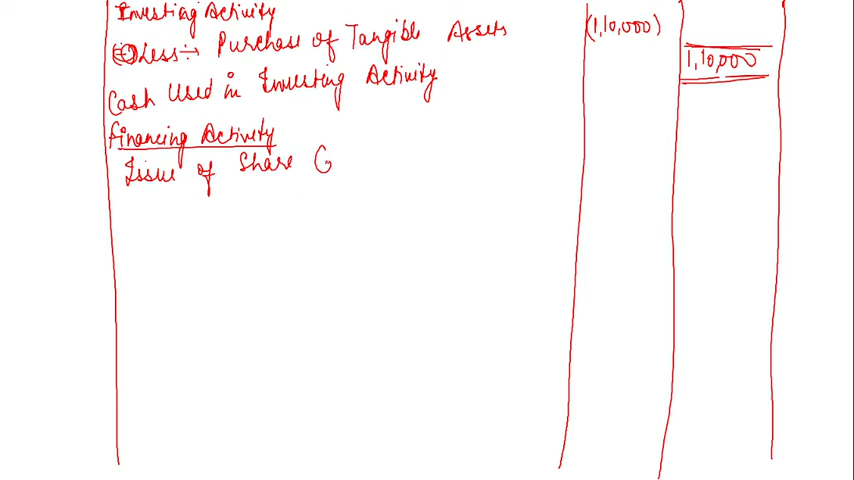 Investing Activity
Less :- Purchase of Tangible Assets (1,10,000)
1,10,000
Cash Used in Investing Activity
Financing Activity
Issue of Share C